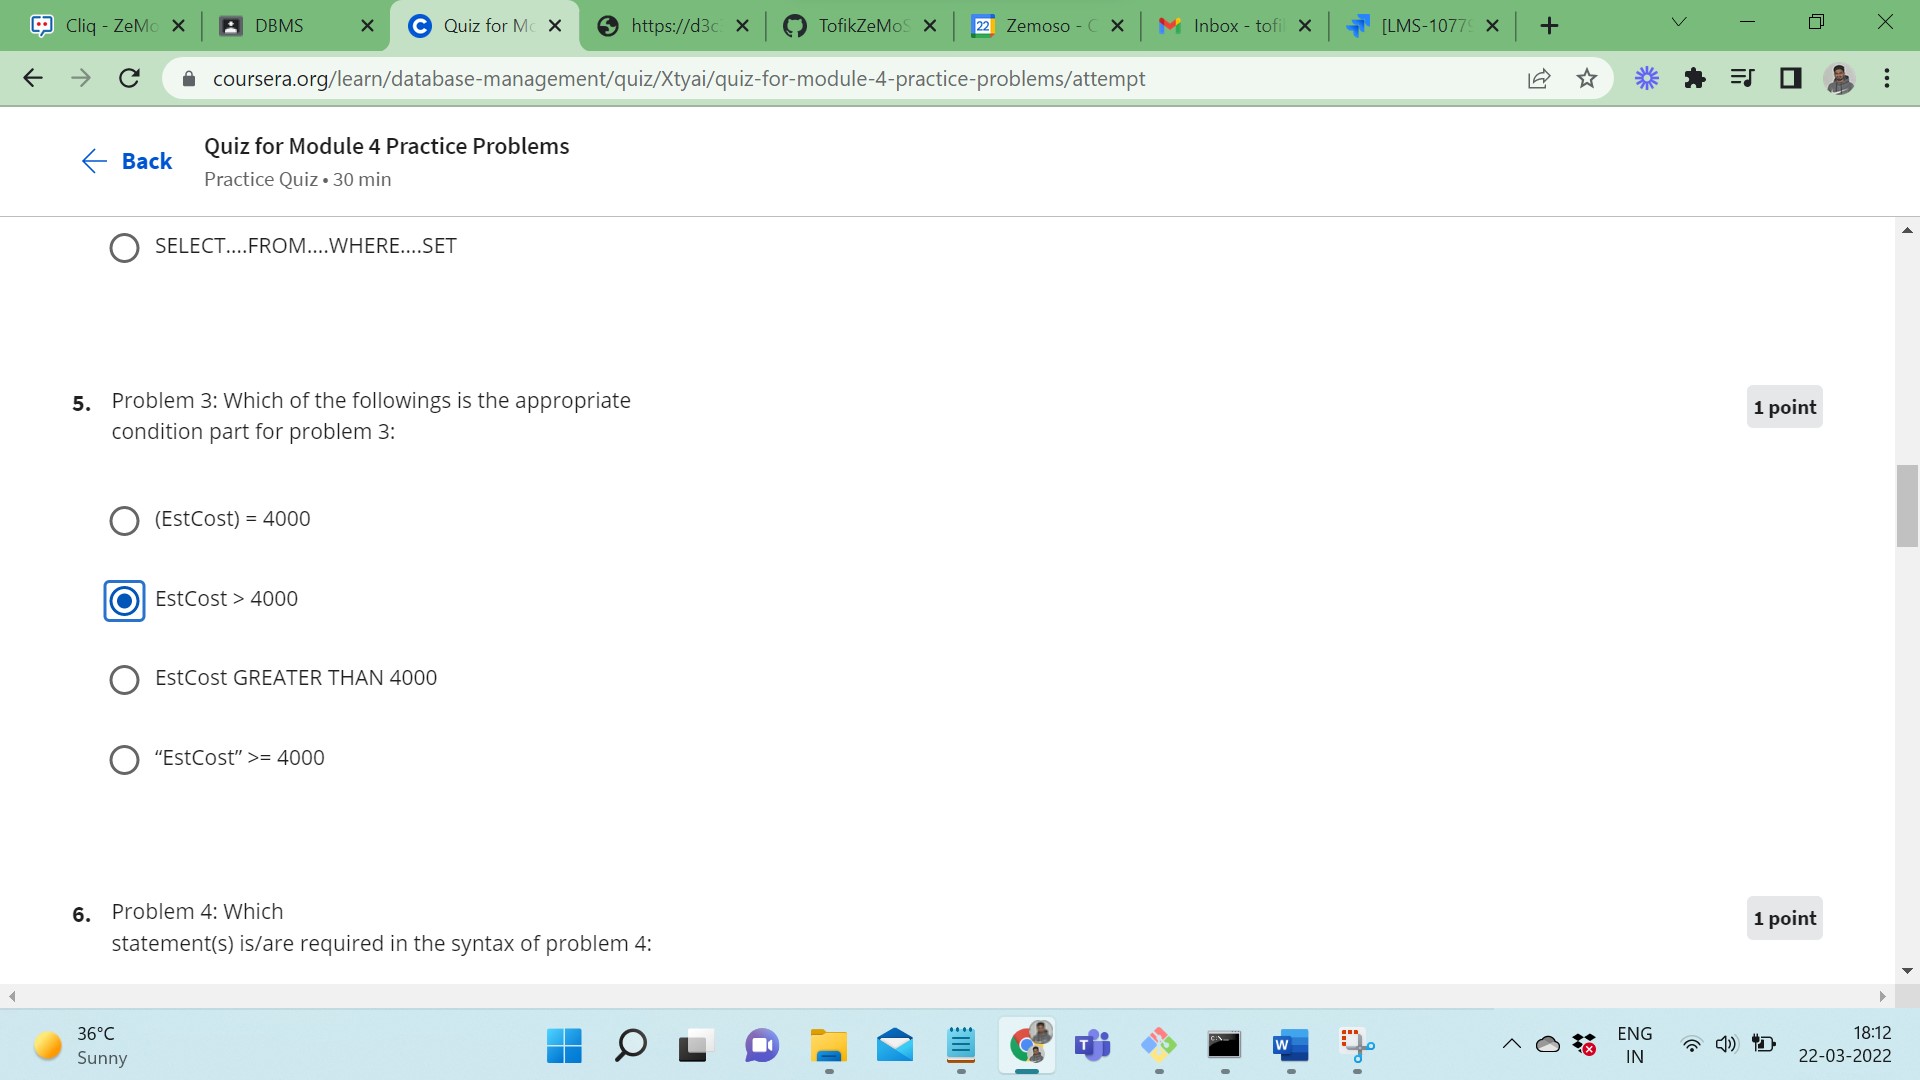 Cliq - ZeMo
DBMS
Quiz for Mo
https://d3c
TofikZeMoS
22
Zemoso - C
Inbox - tofi
[LMS-10779
coursera.org/learn/database-management/quiz/Xtyai/quiz-for-module-4-practice-problems/attempt
Back
Quiz for Module 4 Practice Problems
Practice Quiz • 30 min
SELECT....FROM....WHERE....SET
5. Problem 3: Which of the followings is the appropriate
condition part for problem 3:
1 point
(EstCost) = 4000
EstCost > 4000
EstCost GREATER THAN 4000
“EstCost” >= 4000
6. Problem 4: Which
statement(s) is/are required in the syntax of problem 4:
1 point
36°C
Sunny
ENG
IN
18:12
22-03-2022